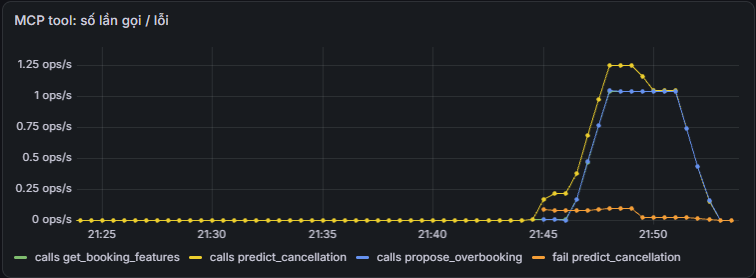 MCP tool: số lần gọi / lỗi
1.25 ops/s
1 ops/s
0.75 ops/s
0.5 ops/s
0.25 ops/s
0 ops/s
21:25 21:30 21:35 21:40 21:45 21:50
calls get_booking_features calls predict_cancellation calls propose_overbooking fail predict_cancellation